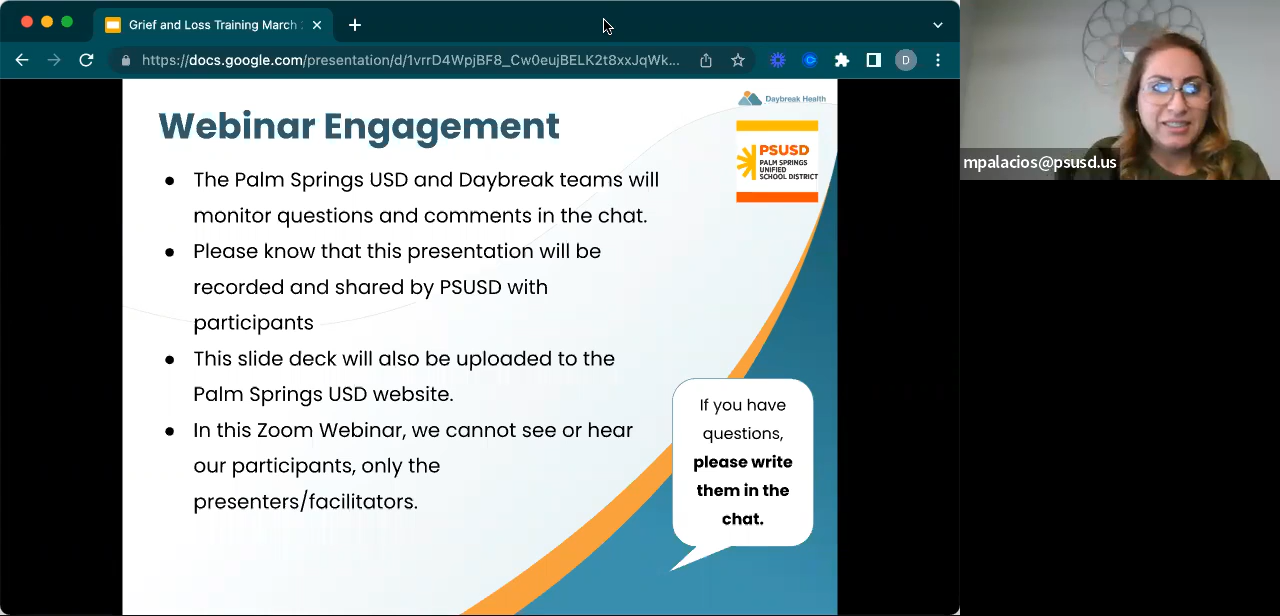 Grief and Loss Training March
https://docs.google.com/presentation/d/1vrrD4WpjBF8_Cw0eujBELK2t8xxJqWk...
D
Daybreak Health
Webinar Engagement
PSUSD
PALM SPRINGS
UNIFIED
SCHOOL DISTRICT
mpalacios@psusd.us
● The Palm Springs USD and Daybreak teams will
monitor questions and comments in the chat.
● Please know that this presentation will be
recorded and shared by PSUSD with
participants
● This slide deck will also be uploaded to the
Palm Springs USD website.
● In this Zoom Webinar, we cannot see or hear
our participants, only the
presenters/facilitators.
If you have
questions,
please write
them in the
chat.